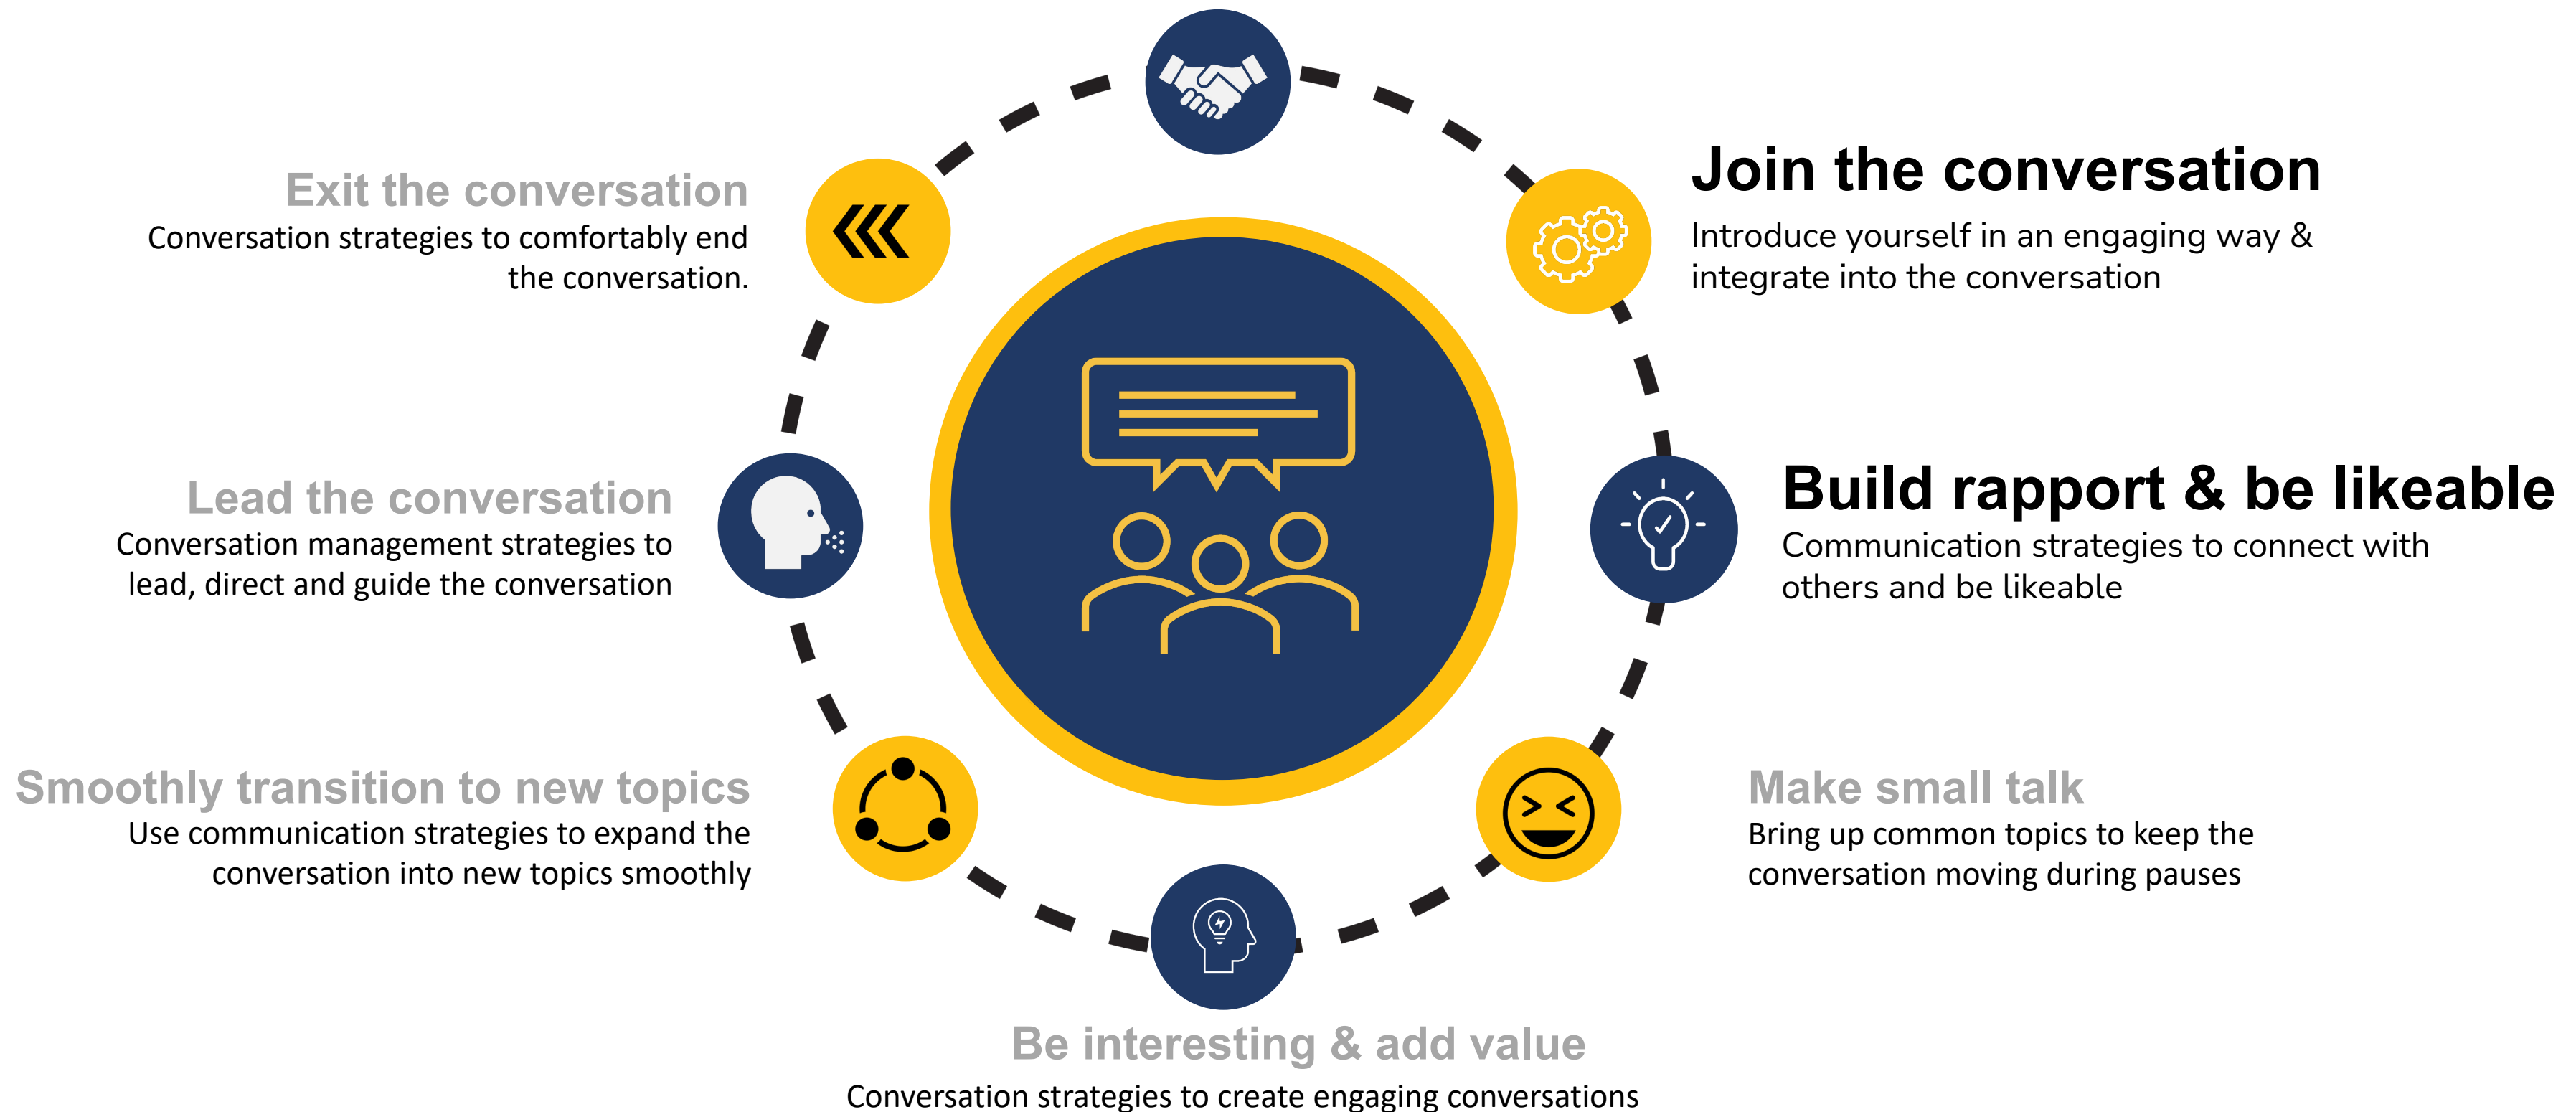 Join the conversation
Introduce yourself in an engaging way &
integrate into the conversation
Build rapport & be likeable
Communication strategies to connect with
others and be likeable
Make small talk
Bring up common topics to keep the
conversation moving during pauses
Be interesting & add value
Conversation strategies to create engaging conversations
Smoothly transition to new topics
Use communication strategies to expand the
conversation into new topics smoothly
Lead the conversation
Conversation management strategies to
lead, direct and guide the conversation
Exit the conversation
Conversation strategies to comfortably end
the conversation.